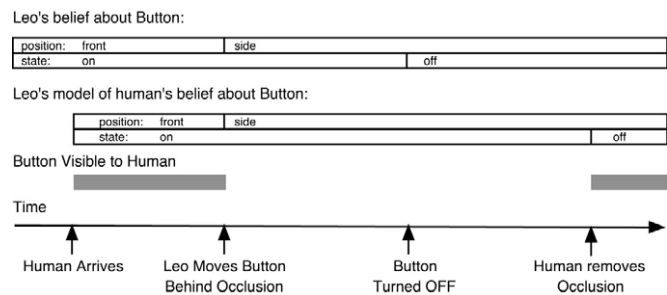 Leo's belief about Button:
position: front side
state: on off
Leo's model of human's belief about Button:
position: front side
state: on off
Button Visible to Human
Time
Human Arrives Leo Moves Button Button Human removes
Behind Occlusion Turned OFF Occlusion